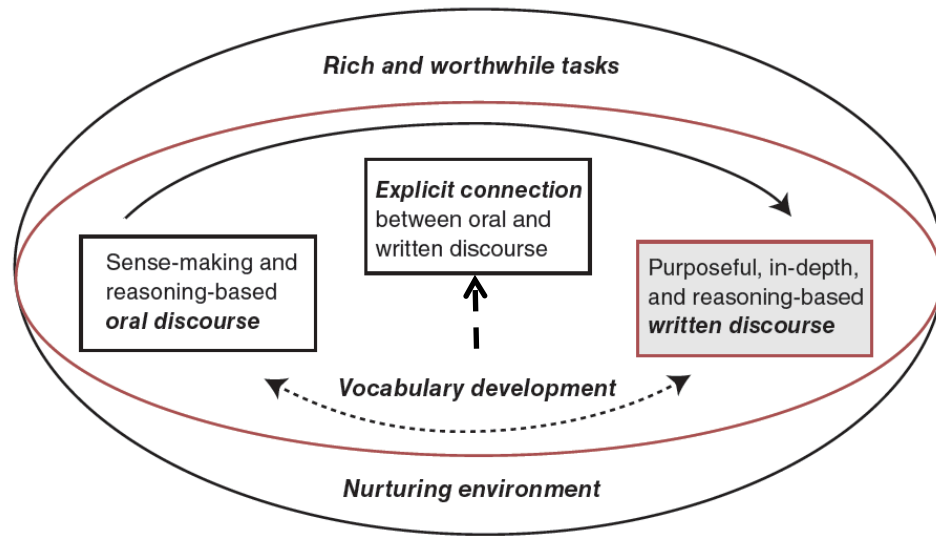 Rich and worthwhile tasks
Explicit connection
between oral and
written discourse
Sense-making and
reasoning-based
oral discourse
Purposeful, in-depth,
and reasoning-based
written discourse
Vocabulary development
Nurturing environment